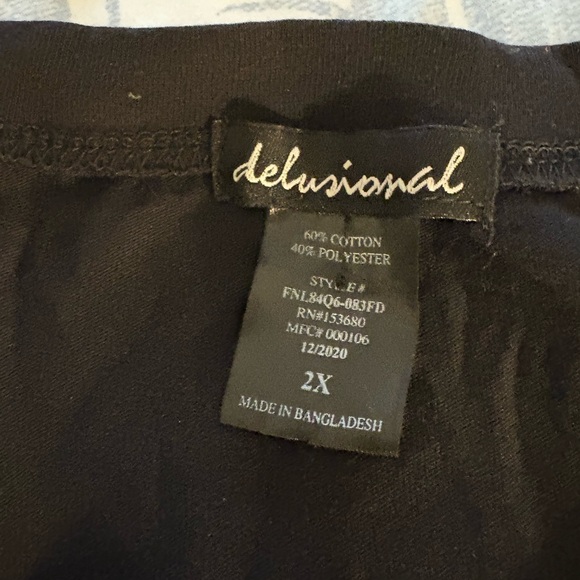 delusional
60% COTTON
40% POLYESTER
STYLE #
FNL84Q6-083FD
RN#153680
MFC# 000106
12/2020
2X
MADE IN BANGLADESH